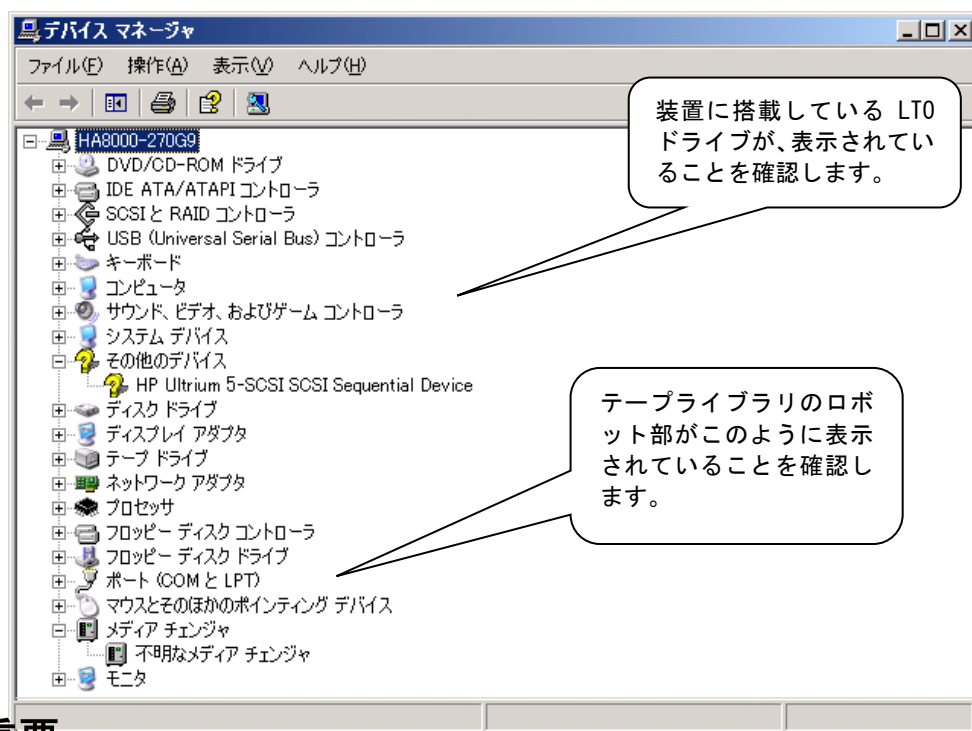 デバイス マネージャ
ファイル(F) 操作(A) 表示(V) ヘルプ(H)
装置に搭載している LTO
ドライブが、表示されてい
ることを確認します。
HA8000-270G9
DVD/CD-ROM ドライブ
IDE ATA/ATAPI コントローラ
SCSI と RAID コントローラ
USB (Universal Serial Bus) コントローラ
キーボード
コンピュータ
サウンド、ビデオ、およびゲーム コントローラ
システム デバイス
その他のデバイス
HP Ultrium 5-SCSI SCSI Sequential Device
テープライブラリのロボ
ット部がこのように表示
されていることを確認し
ます。
ディスク ドライブ
ディスプレイ アダプタ
テープ ドライブ
ネットワーク アダプタ
プロセッサ
フロッピー ディスク コントローラ
フロッピー ディスク ドライブ
ポート (COM と LPT)
マウスとそのほかのポインティング デバイス
メディア チェンジャ
不明なメディア チェンジャ
モニタ